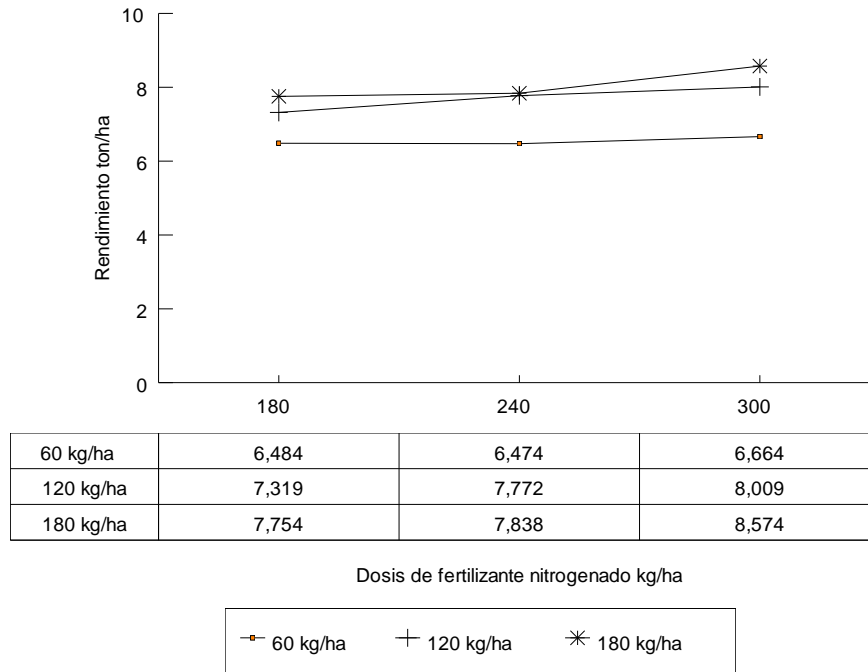 10
8
6
4
2
0
Rendimiento ton/ha
180 240 300
60 kg/ha 6,484 6,474 6,664
120 kg/ha 7,319 7,772 8,009
180 kg/ha 7,754 7,838 8,574
Dosis de fertilizante nitrogenado kg/ha
60 kg/ha 120 kg/ha 180 kg/ha